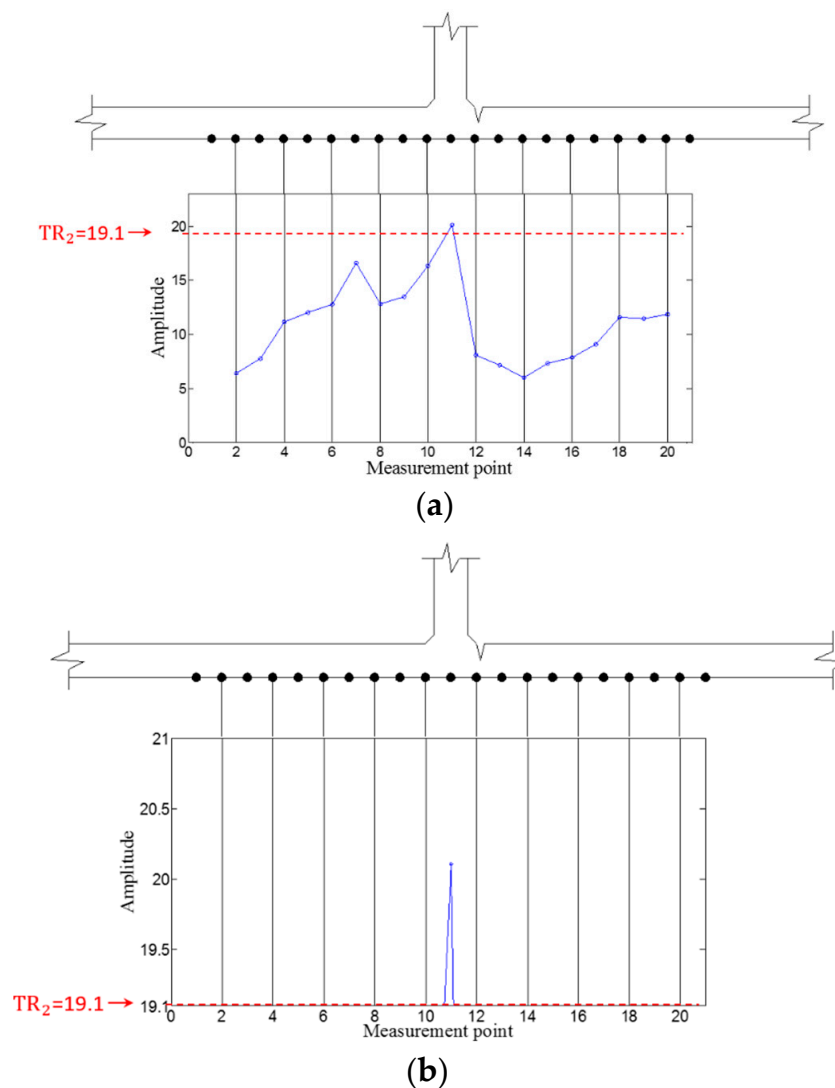 TR₂=19.1
20
15
10
5
0
Amplitude
0 2 4 6 8 10 12 14 16 18 20
Measurement point
(a)
21
20.5
20
19.5
19.1
Amplitude
TR₂=19.1
0 2 4 6 8 10 12 14 16 18 20
Measurement point
(b)